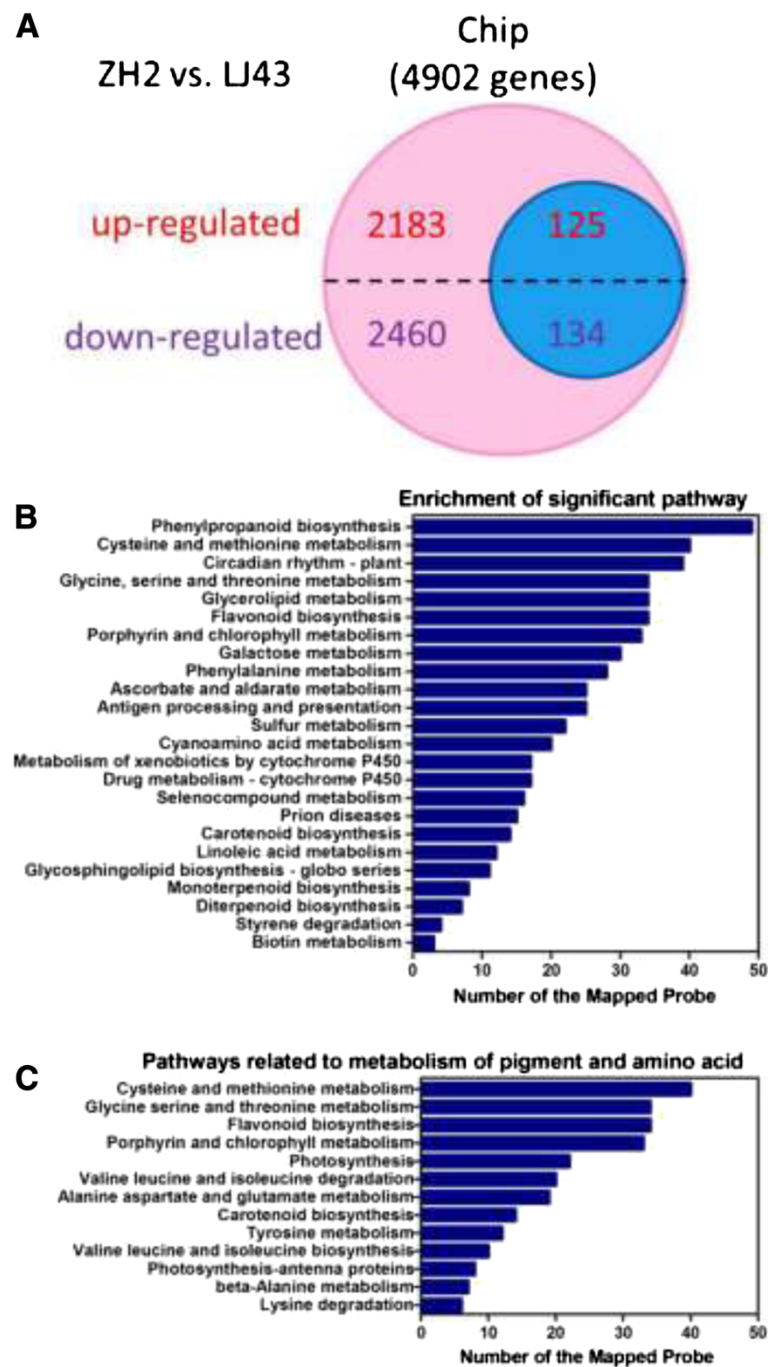 A
ZH2 vs. LJ43
Chip
(4902 genes)
up-regulated 2183 125
down-regulated 2460 134
B
Enrichment of significant pathway
Phenylpropanoid biosynthesis
Cysteine and methionine metabolism
Circadian rhythm - plant
Glycine, serine and threonine metabolism
Glycerolipid metabolism
Flavonoid biosynthesis
Porphyrin and chlorophyll metabolism
Galactose metabolism
Phenylalanine metabolism
Ascorbate and aldarate metabolism
Antigen processing and presentation
Sulfur metabolism
Cyanoamino acid metabolism
Metabolism of xenobiotics by cytochrome P450
Drug metabolism - cytochrome P450
Selenocompound metabolism
Prion diseases
Carotenoid biosynthesis
Linoleic acid metabolism
Glycosphingolipid biosynthesis - globo series
Monoterpenoid biosynthesis
Diterpenoid biosynthesis
Styrene degradation
Biotin metabolism
0 10 20 30 40 50
Number of the Mapped Probe
C
Pathways related to metabolism of pigment and amino acid
Cysteine and methionine metabolism
Glycine serine and threonine metabolism
Flavonoid biosynthesis
Porphyrin and chlorophyll metabolism
Photosynthesis
Valine leucine and isoleucine degradation
Alanine aspartate and glutamate metabolism
Carotenoid biosynthesis
Tyrosine metabolism
Valine leucine and isoleucine biosynthesis
Photosynthesis-antenna proteins
beta-Alanine metabolism
Lysine degradation
0 10 20 30 40 50
Number of the Mapped Probe